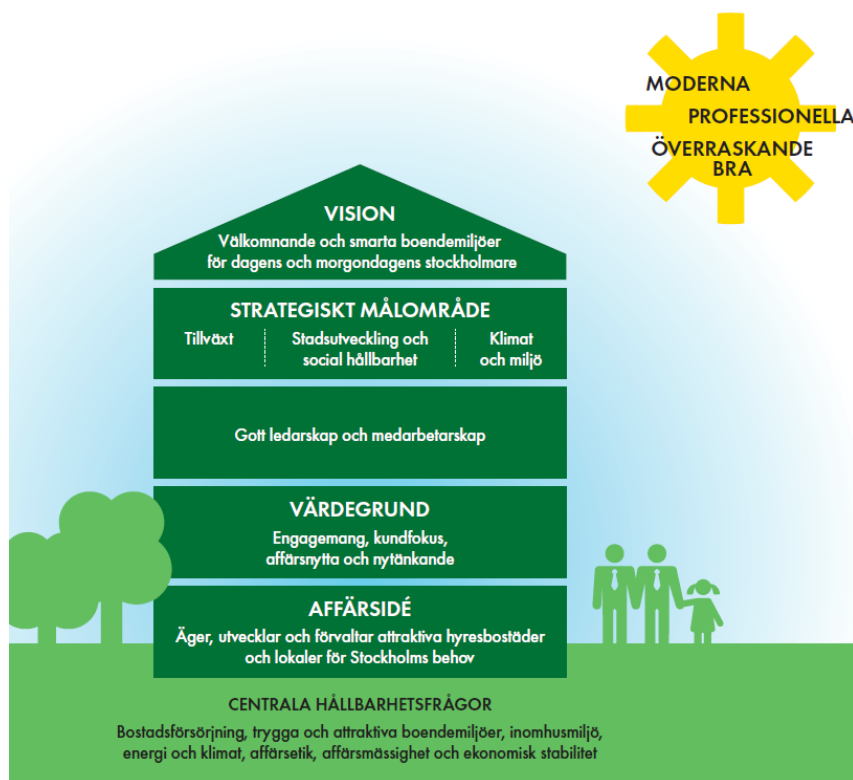 MODERNA
PROFESSIONELLA
ÖVERRASKANDE
BRA
VISION
Välkomnande och smarta boendemiljöer
för dagens och morgondagens stockholmare
STRATEGISKT MÅLOMRÅDE
Tillväxt
Stadsutveckling och
social hållbarhet
Klimat
och miljö
Gott ledarskap och medarbetarskap
VÄRDEGRUND
Engagemang, kundfokus,
affärsnytta och nytänkande
AFFÄRSIDÉ
Äger, utvecklar och förvaltar attraktiva hyresbostäder
och lokaler för Stockholms behov
CENTRALA HÅLLBARHETSFRÅGOR
Bostadsförsörjning, trygga och attraktiva boendemiljöer, inomhusmiljö,
energi och klimat, affärsetik, affärsmässighet och ekonomisk stabilitet